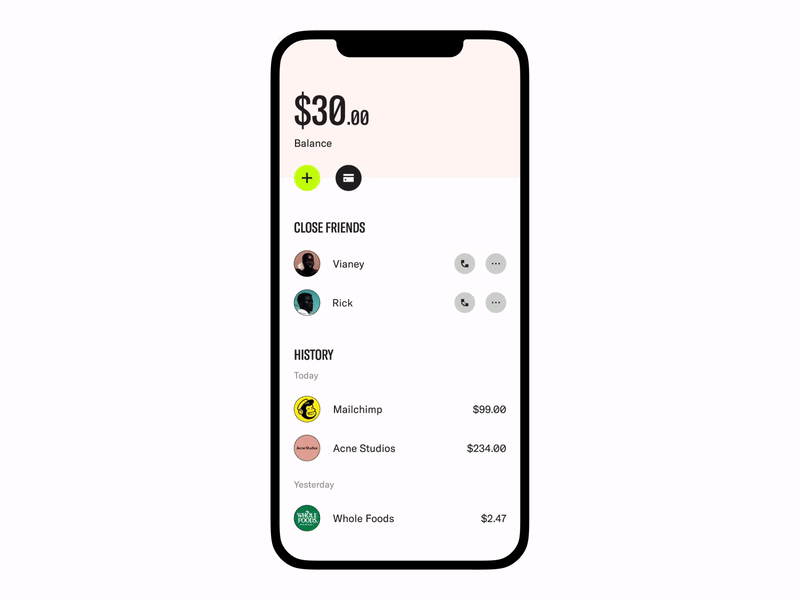 $30.00
Balance
CLOSE FRIENDS
Vianey
Rick
HISTORY
Today
Mailchimp $99.00
Acne Studios
Acne Studios $234.00
Yesterday
WHOLE
FOODS
MARKET
Whole Foods $2.47